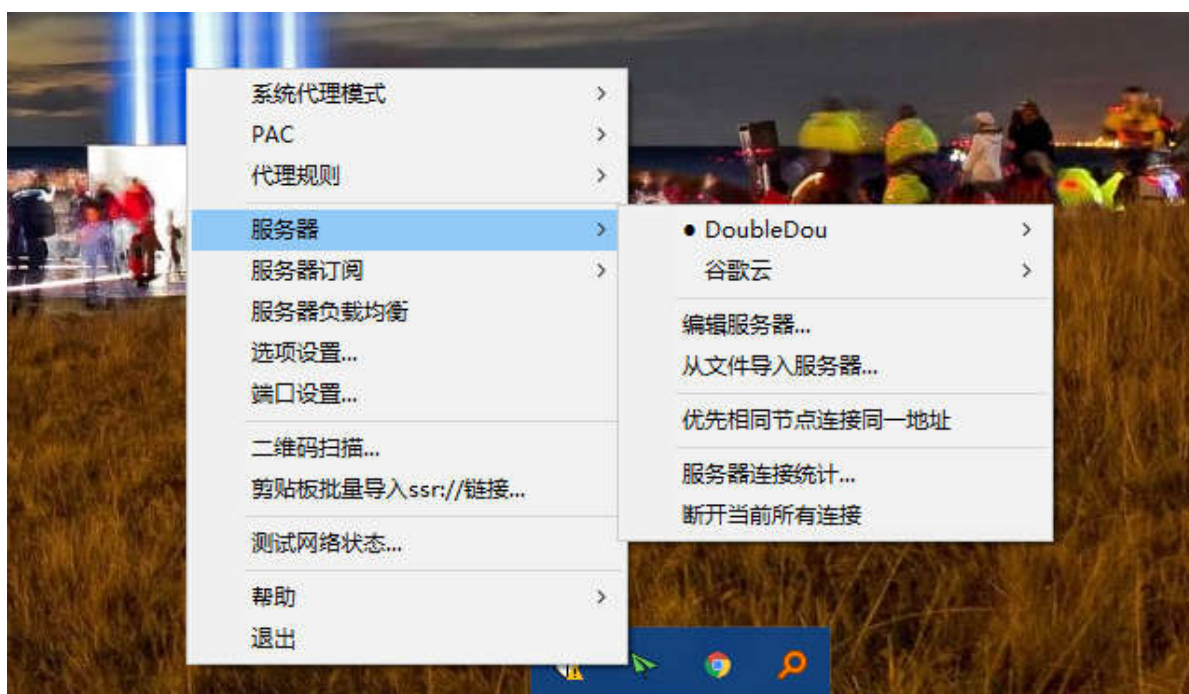 系统代理模式
PAC
代理规则
服务器
服务器订阅
服务器负载均衡
选项设置...
端口设置...
二维码扫描...
剪贴板批量导入ssr://链接...
测试网络状态...
帮助
退出
DoubleDou
谷歌云
编辑服务器...
从文件导入服务器...
优先相同节点连接同一地址
服务器连接统计...
断开当前所有连接